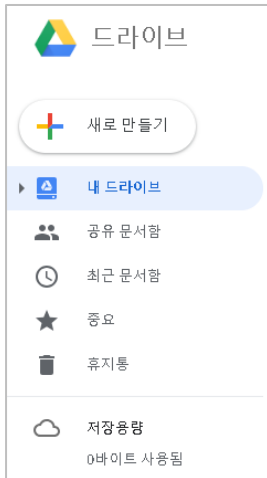 드라이브
새로 만들기
내 드라이브
공유 문서함
최근 문서함
중요
휴지통
저장용량
0바이트 사용됨